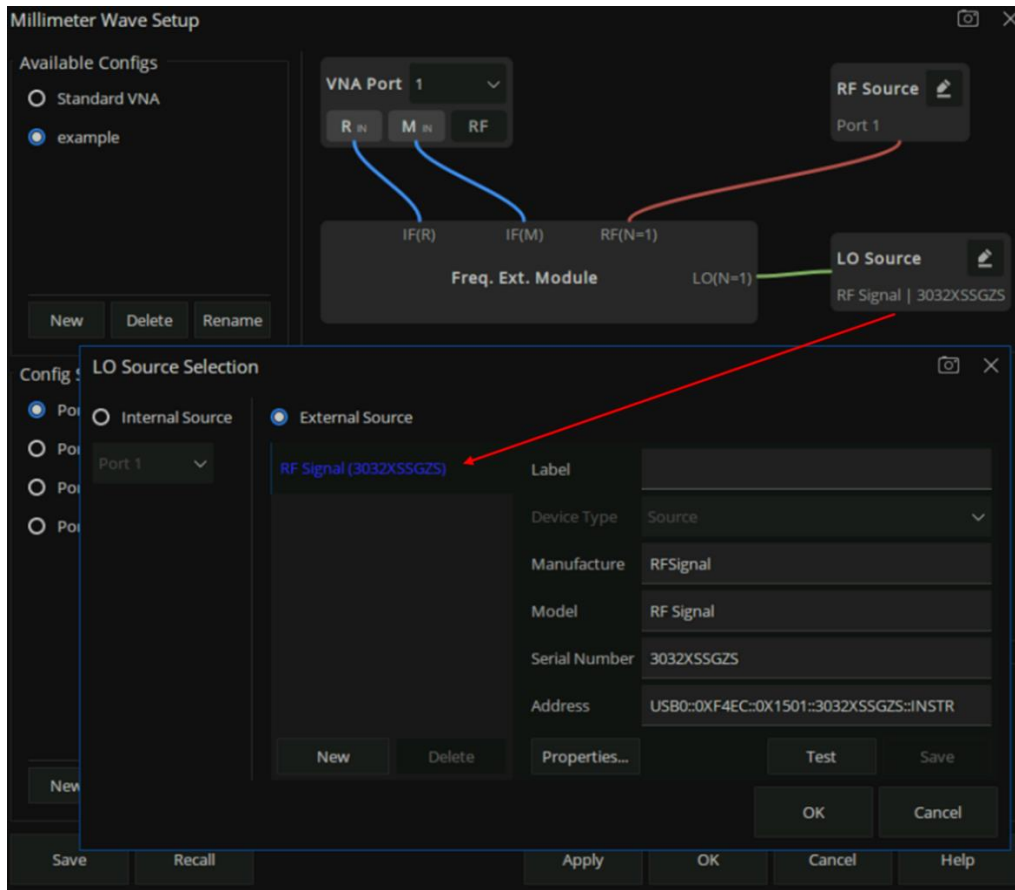 Millimeter Wave Setup
Available Configs
Standard VNA
example
New Delete Rename
VNA Port 1
R IN M IN RF
RF Source
Port 1
IF(R) IF(M) RF(N=1)
Freq. Ext. Module LO(N=1)
LO Source
RF Signal | 3032XSSGZS
Config
LO Source Selection
Internal Source
Port 1
External Source
RF Signal (3032XSSGZS)
Label
Device Type Source
Manufacture RFSignal
Model RF Signal
Serial Number 3032XSSGZS
Address USB0::0XF4EC::0X1501::3032XSSGZS::INSTR
New Delete Properties... Test Save
OK Cancel
New
Save Recall Apply OK Cancel Help